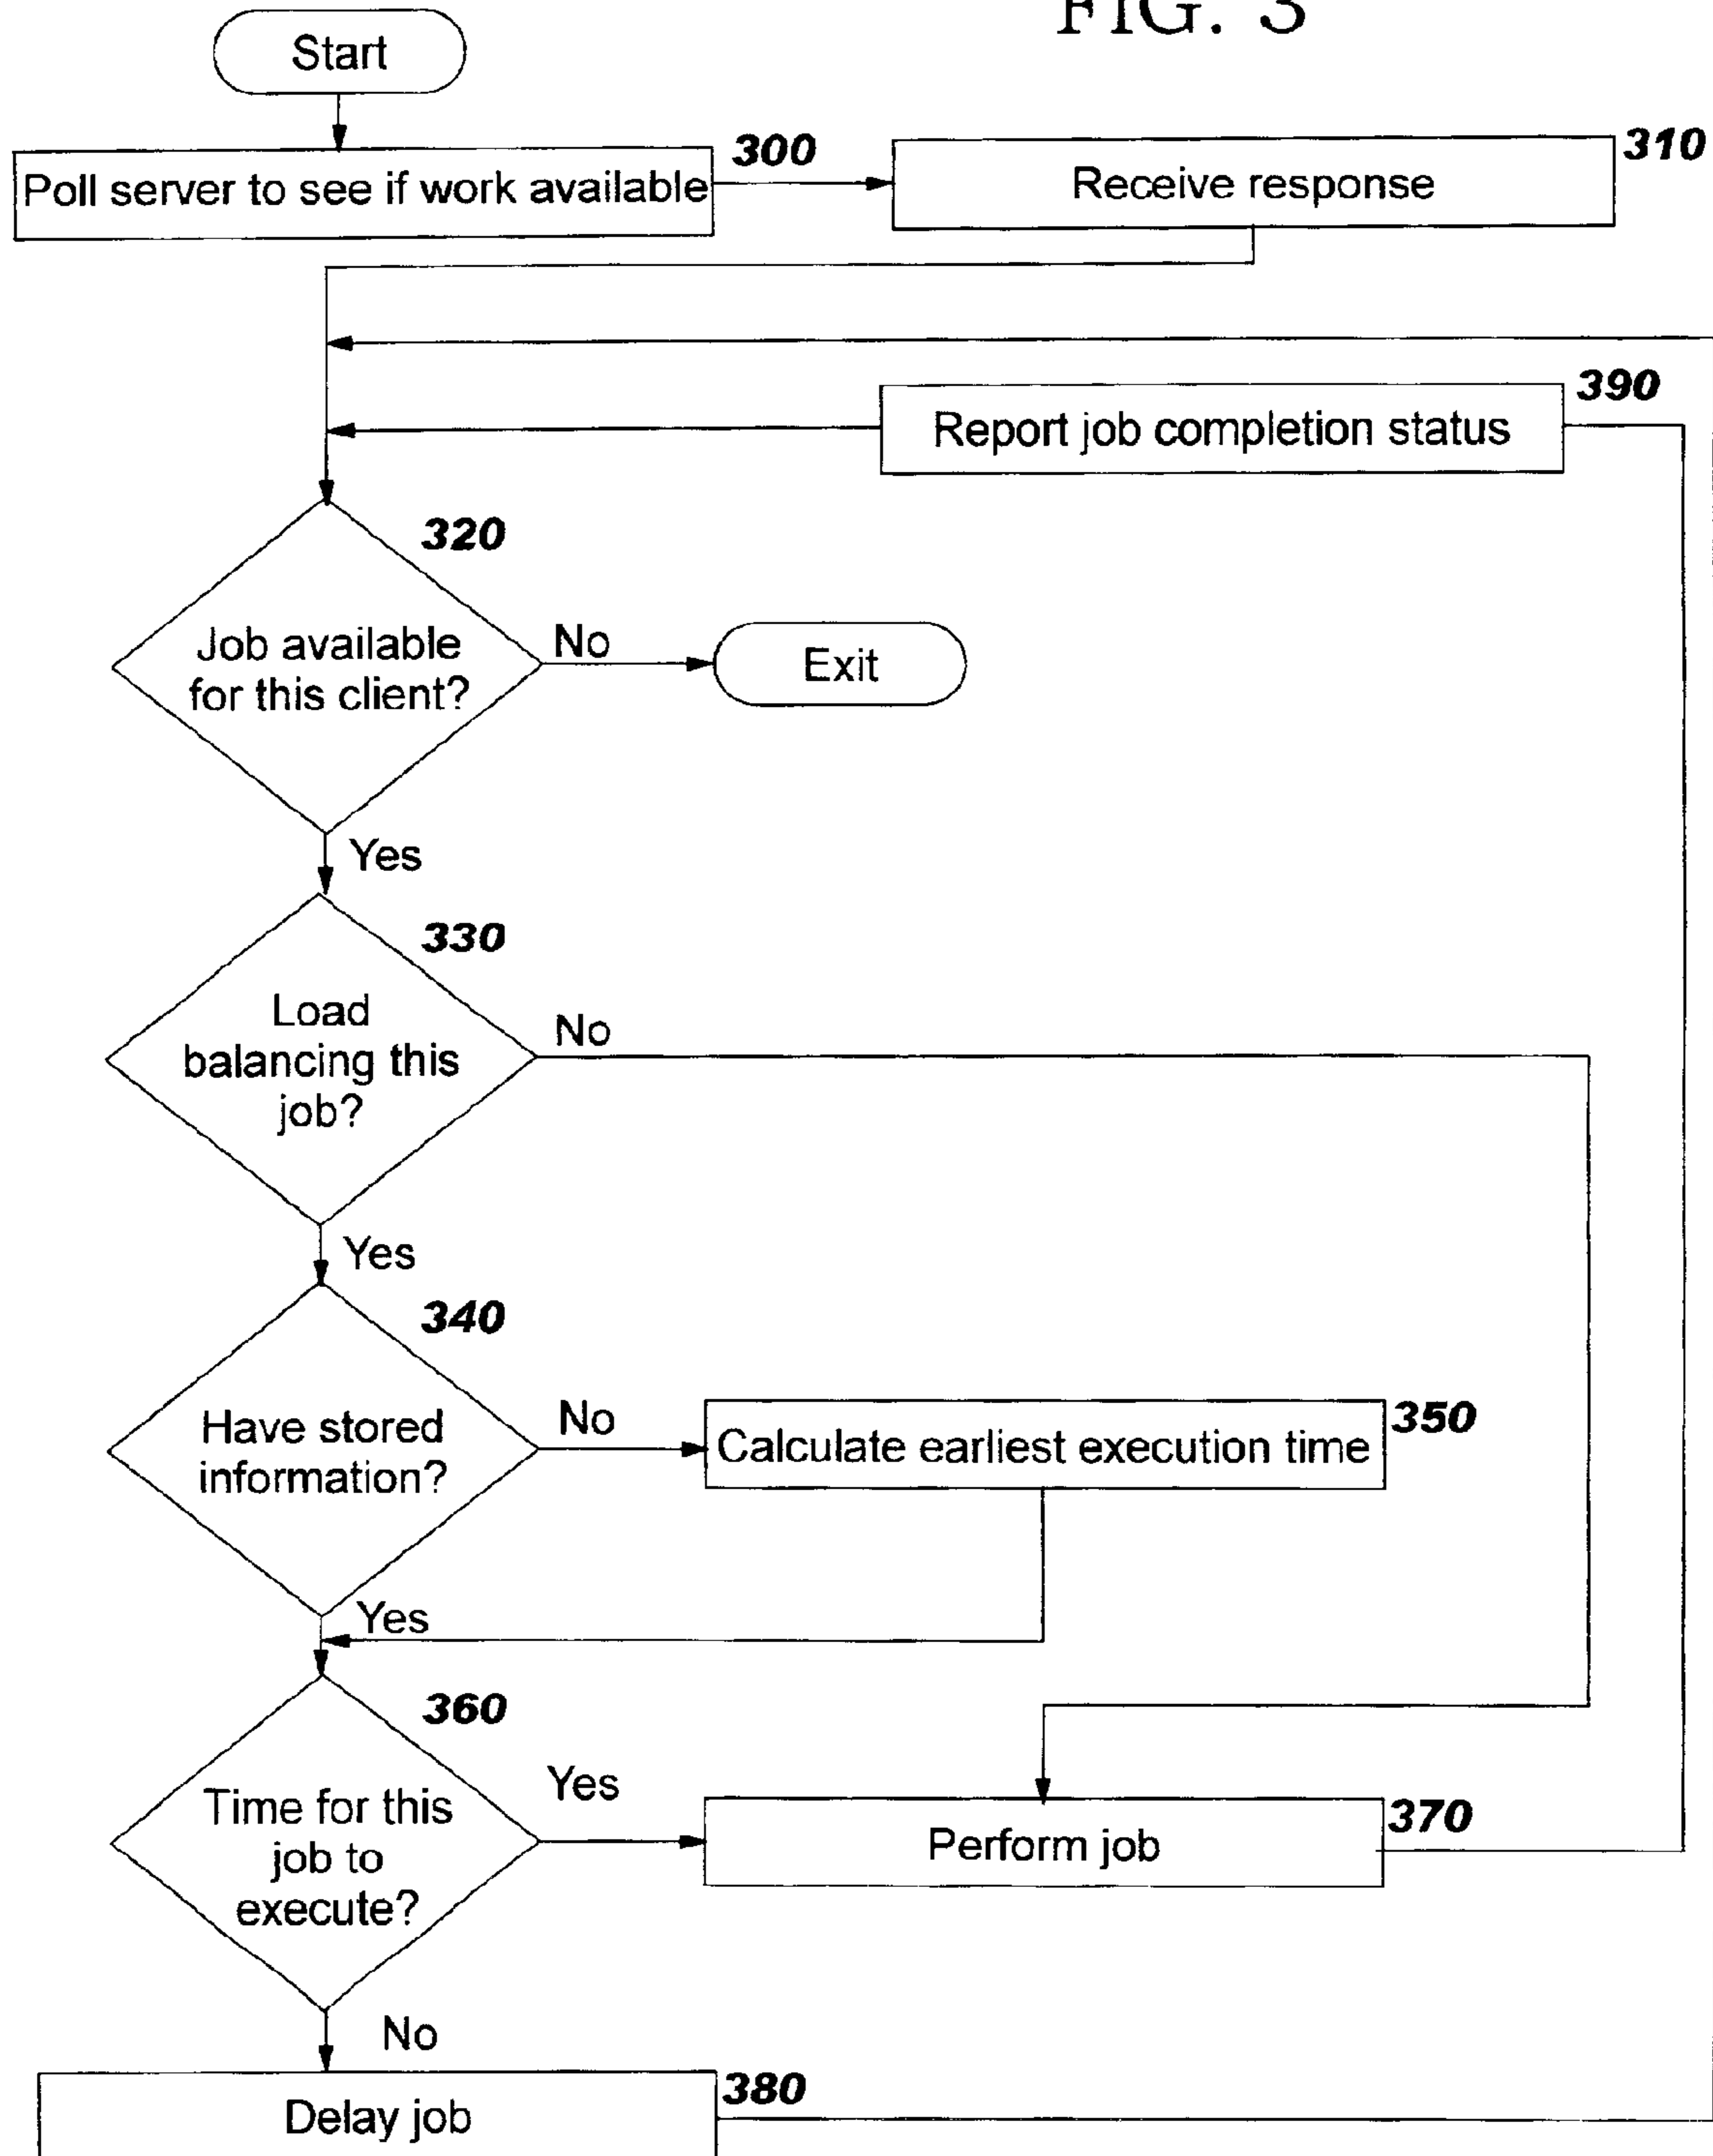 FIG. 3
Start
300
310
Poll server to see if work available
Receive response
390
Report job completion status
320
Job available
for this client?
No
Exit
Yes
330
Load
balancing this
job?
No
Yes
340
Have stored
information?
No
350
Calculate earliest execution time
Yes
360
Time for this
job to
execute?
Yes
370
Perform job
No
380
Delay job